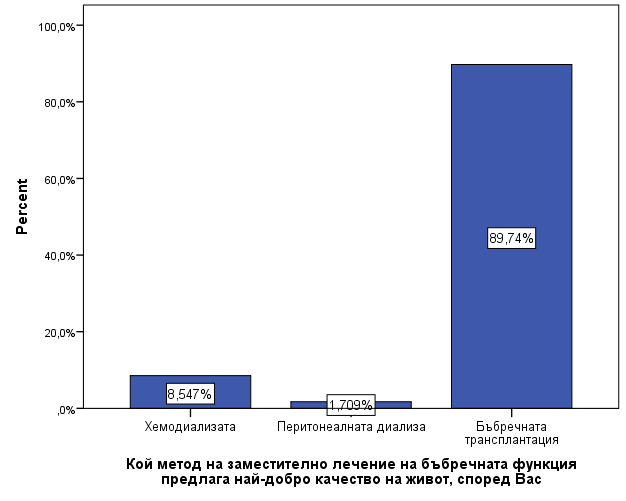 100,0%
80,0%
60,0%
40,0%
20,0%
,0%
Percent
8,547%
1,709%
89,74%
Хемодиализата
Перитонеалната диализа
Бъбречната
трансплантация
Кой метод на заместително лечение на бъбречната функция
предлага най-добро качество на живот, според Вас